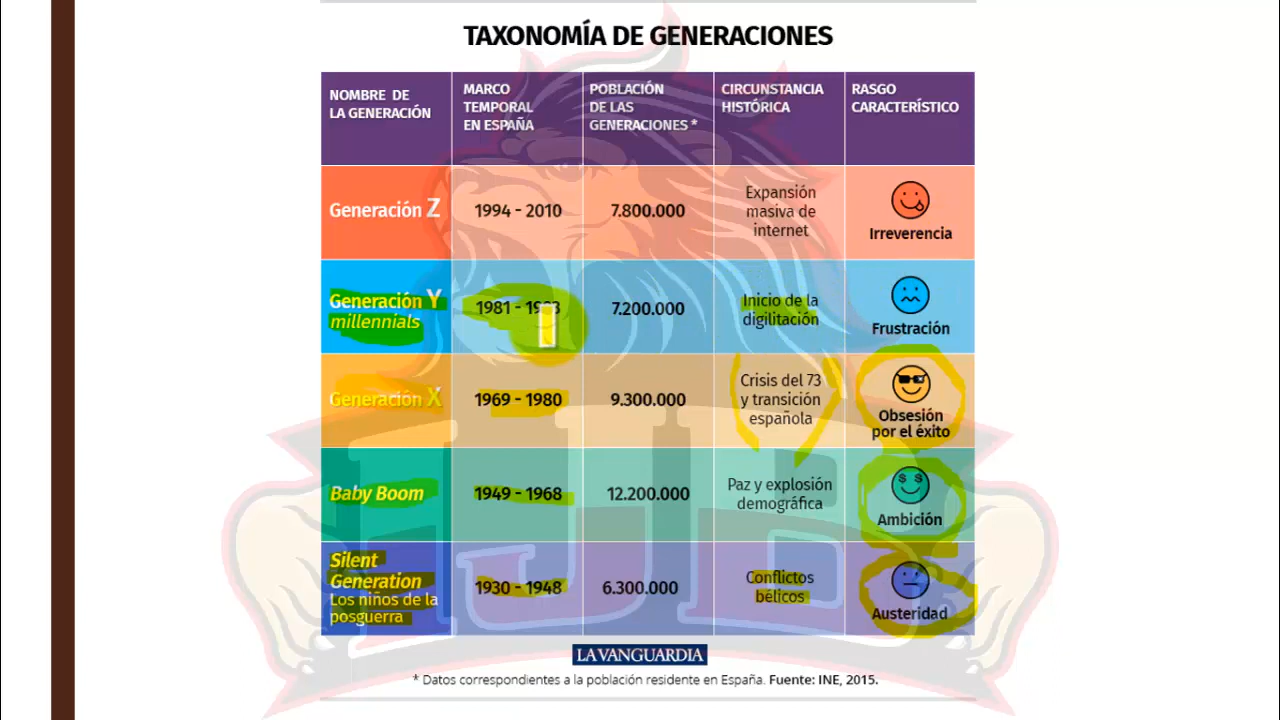 TAXONOMÍA DE GENERACIONES
NOMBRE DE
LA GENERACIÓN
MARCO
TEMPORAL
EN ESPAÑA
POBLACIÓN
DE LAS
GENERACIONES *
CIRCUNSTANCIA
HISTÓRICA
RASGO
CARACTERÍSTICO
Generación Z
1994 - 2010
7.800.000
Expansión
masiva de
internet
Irreverencia
Generación Y
millennials
1981 -
7.200.000
Inicio de la
digilitación
Frustración
Generación X
1969 - 1980
9.300.000
Crisis del 73
y transición
española
Obsesión
por el éxito
Baby Boom
1949 - 1968
12.200.000
Paz y explosión
demográfica
Ambición
Silent
Generation
Los niños de la
posguerra
1930 - 1948
6.300.000
Conflictos
bélicos
Austeridad
HJB
LA VANGUARDIA
* Datos correspondientes a la población residente en España. Fuente: INE, 2015.